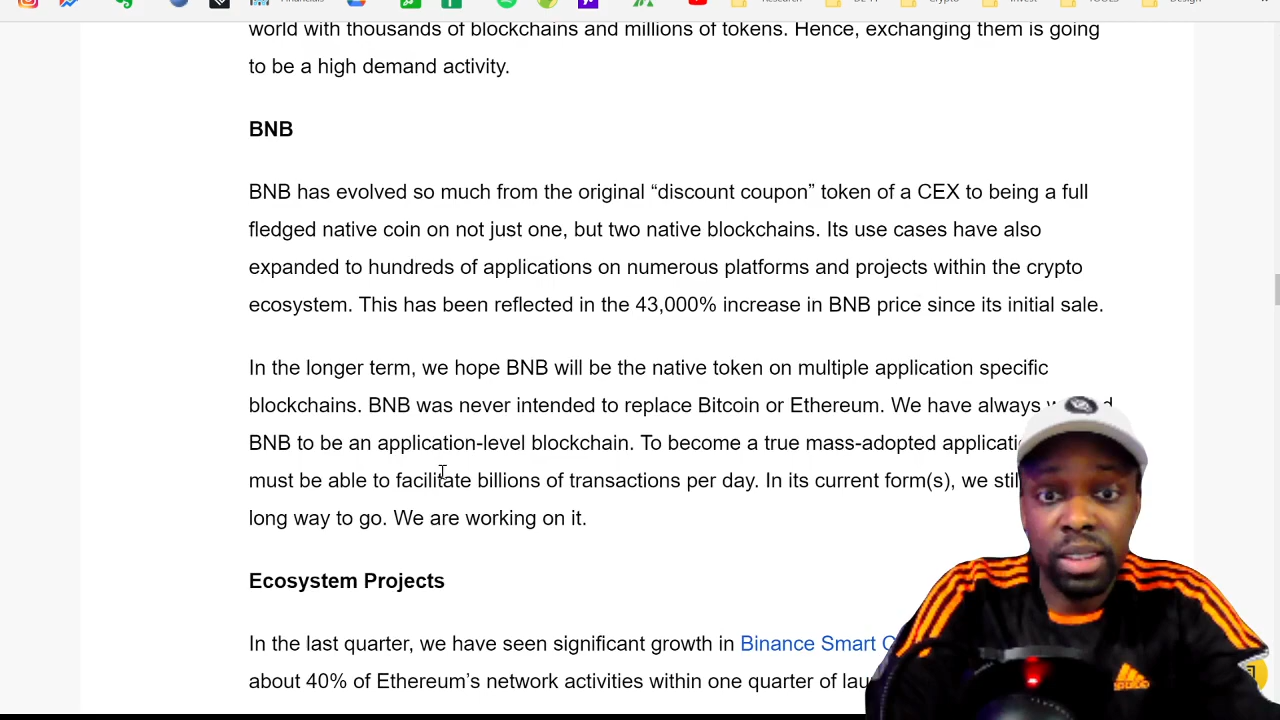 Financials
Research
Crypto
Invest
TOOLS
Design
world with thousands of blockchains and millions of tokens. Hence, exchanging them is going
to be a high demand activity.
BNB
BNB has evolved so much from the original “discount coupon” token of a CEX to being a full
fledged native coin on not just one, but two native blockchains. Its use cases have also
expanded to hundreds of applications on numerous platforms and projects within the crypto
ecosystem. This has been reflected in the 43,000% increase in BNB price since its initial sale.
In the longer term, we hope BNB will be the native token on multiple application specific
blockchains. BNB was never intended to replace Bitcoin or Ethereum. We have always
BNB to be an application-level blockchain. To become a true mass-adopted
must be able to facilitate billions of transactions per day. In its current form(s), we
long way to go. We are working on it.
Ecosystem Projects
In the last quarter, we have seen significant growth in Binance Smart
about 40% of Ethereum’s network activities within one quarter of
adidas